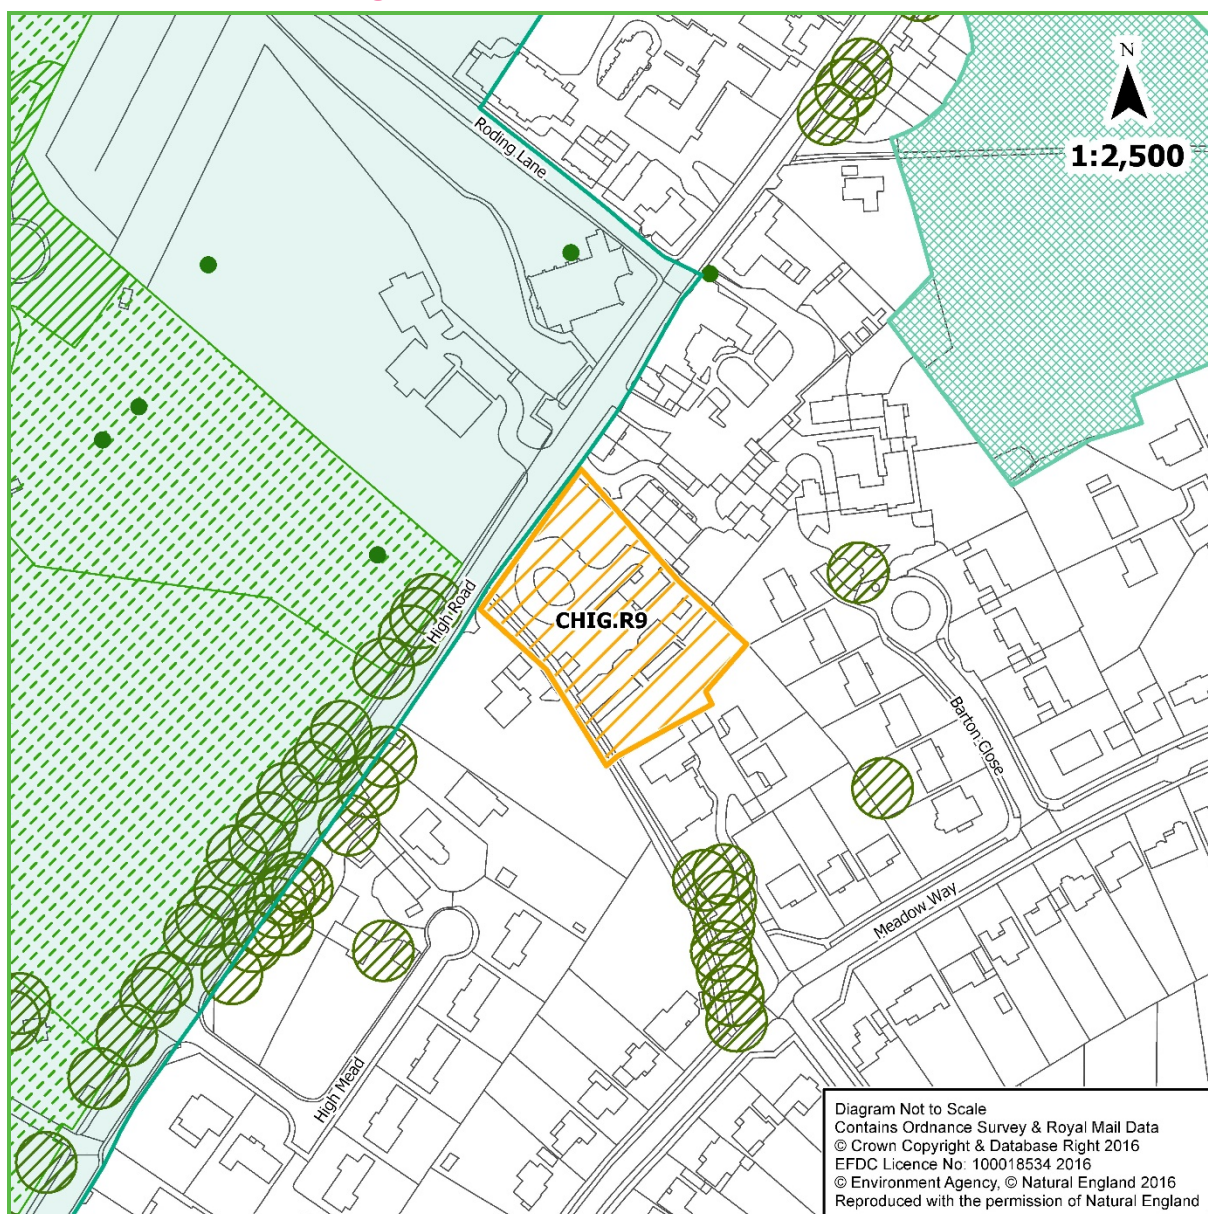 N
1:2,500
Roding Lane
High Road
CHIG.R9
Barton Close
Meadow Way
High Mead
Diagram Not to Scale
Contains Ordnance Survey & Royal Mail Data
© Crown Copyright & Database Right 2016
EFDC Licence No: 100018534 2016
© Environment Agency, © Natural England 2016
Reproduced with the permission of Natural England